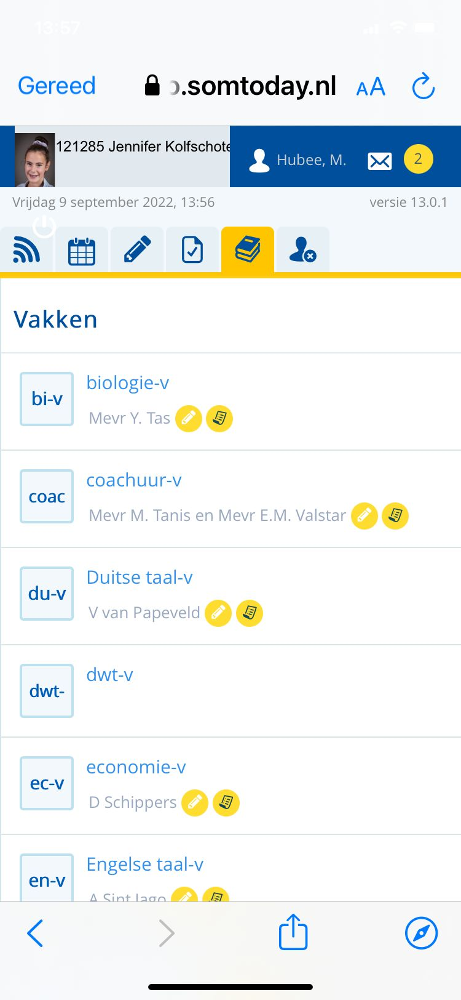 13:57
Gereed
.somtoday.nl
AA
121285 Jennifer Kolfschote
Hubee, M.
2
Vrijdag 9 september 2022, 13:56
versie 13.0.1
Vakken
bi-v
biologie-v
Mevr Y. Tas
coac
coachuur-v
Mevr M. Tanis en Mevr E.M. Valstar
du-v
Duitse taal-v
V van Papeveld
dwt-
dwt-v
ec-v
economie-v
D Schippers
en-v
Engelse taal-v
A Sint Jago